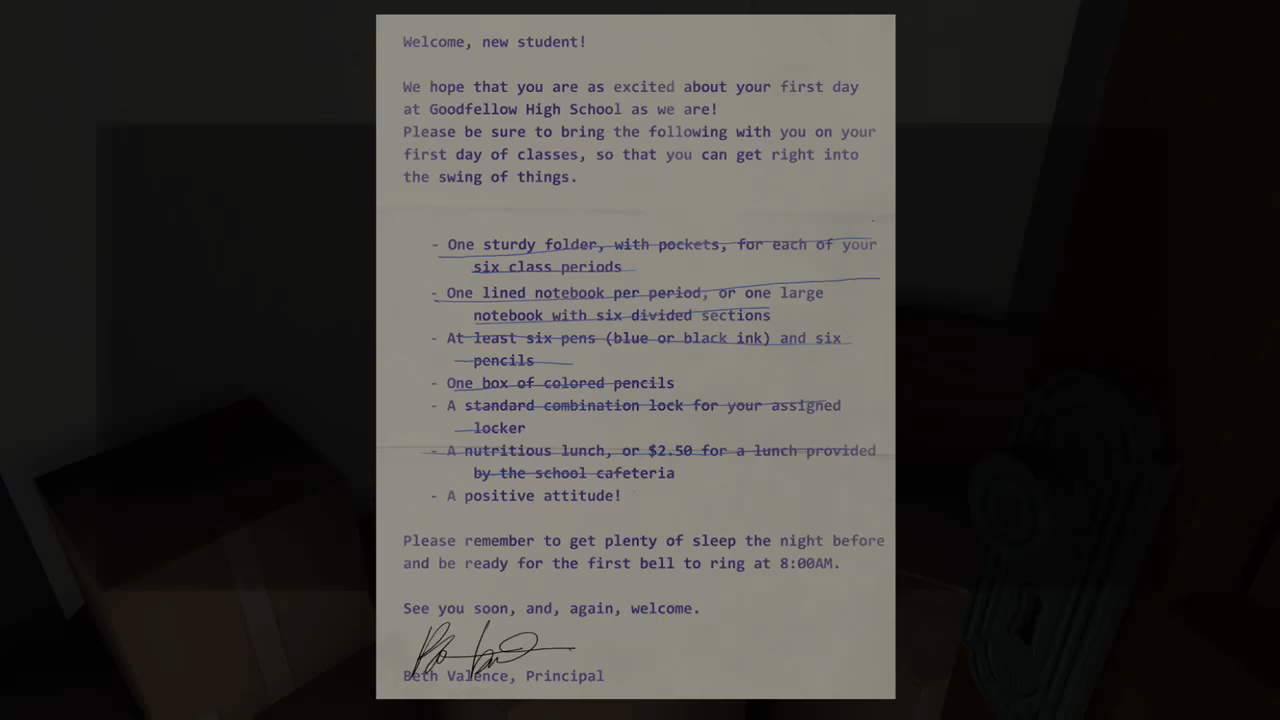 Welcome, new student!
We hope that you are as excited about your first day
at Goodfellow High School as we are!
Please be sure to bring the following with you on your
first day of classes, so that you can get right into
the swing of things.
- One sturdy folder, with pockets, for each of your
six class periods
- One lined notebook per period, or one large
notebook with six divided sections
- At least six pens (blue or black ink) and six
pencils
- One box of colored pencils
- A standard combination lock for your assigned
locker
- A nutritious lunch, or $2.50 for a lunch provided
by the school cafeteria
- A positive attitude!
Please remember to get plenty of sleep the night before
and be ready for the first bell to ring at 8:00AM.
See you soon, and, again, welcome.
Beth Valence, Principal